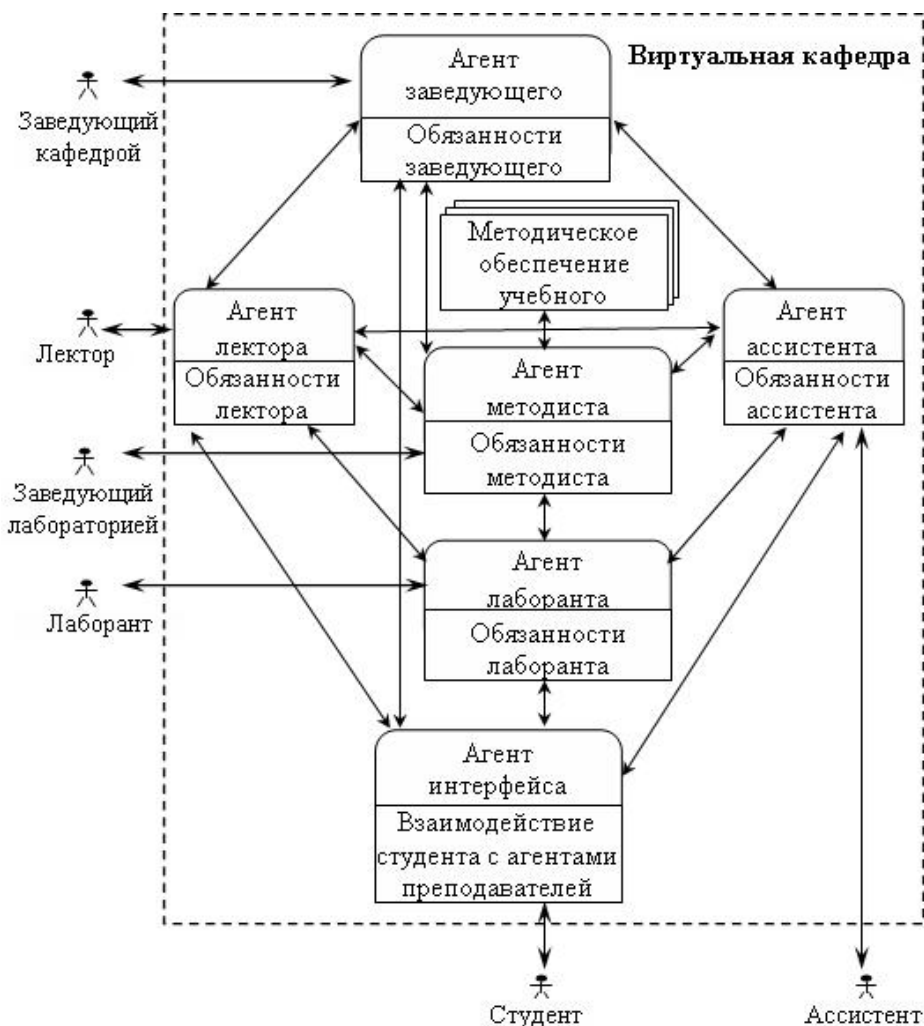 Виртуальная кафедра
Агент
заведующего
Обязанности
заведующего
Заведующий
кафедрой
Методическое
обеспечение
учебного
Лектор
Агент
лектора
Обязанности
лектора
Агент
ассистента
Обязанности
ассистента
Агент
методиста
Обязанности
методиста
Заведующий
лабораторией
Агент
лаборанта
Обязанности
лаборанта
Лаборант
Агент
интерфейса
Взаимодействие
студента с агентами
преподавателей
Студент
Ассистент